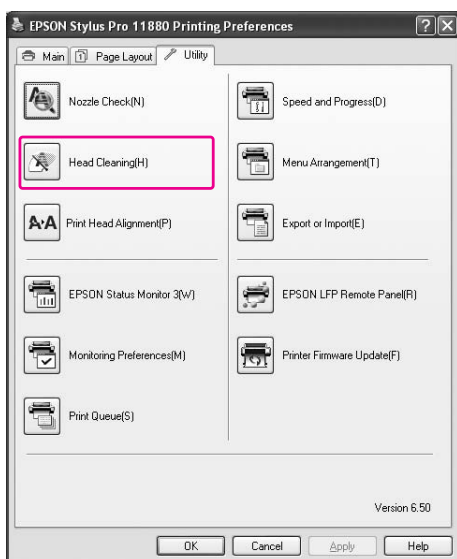 EPSON Stylus Pro 11880 Printing Preferences
Main
Page Layout
Utility
Nozzle Check(N)
Speed and Progress(D)
Head Cleaning(H)
Menu Arrangement(T)
A A Print Head Alignment(P)
Export or Import(E)
EPSON Status Monitor 3(W)
EPSON LFP Remote Panel(R)
Monitoring Preferences(M)
Printer Firmware Update(F)
Print Queue(S)
Version 6.50
OK
Cancel
Apply
Help